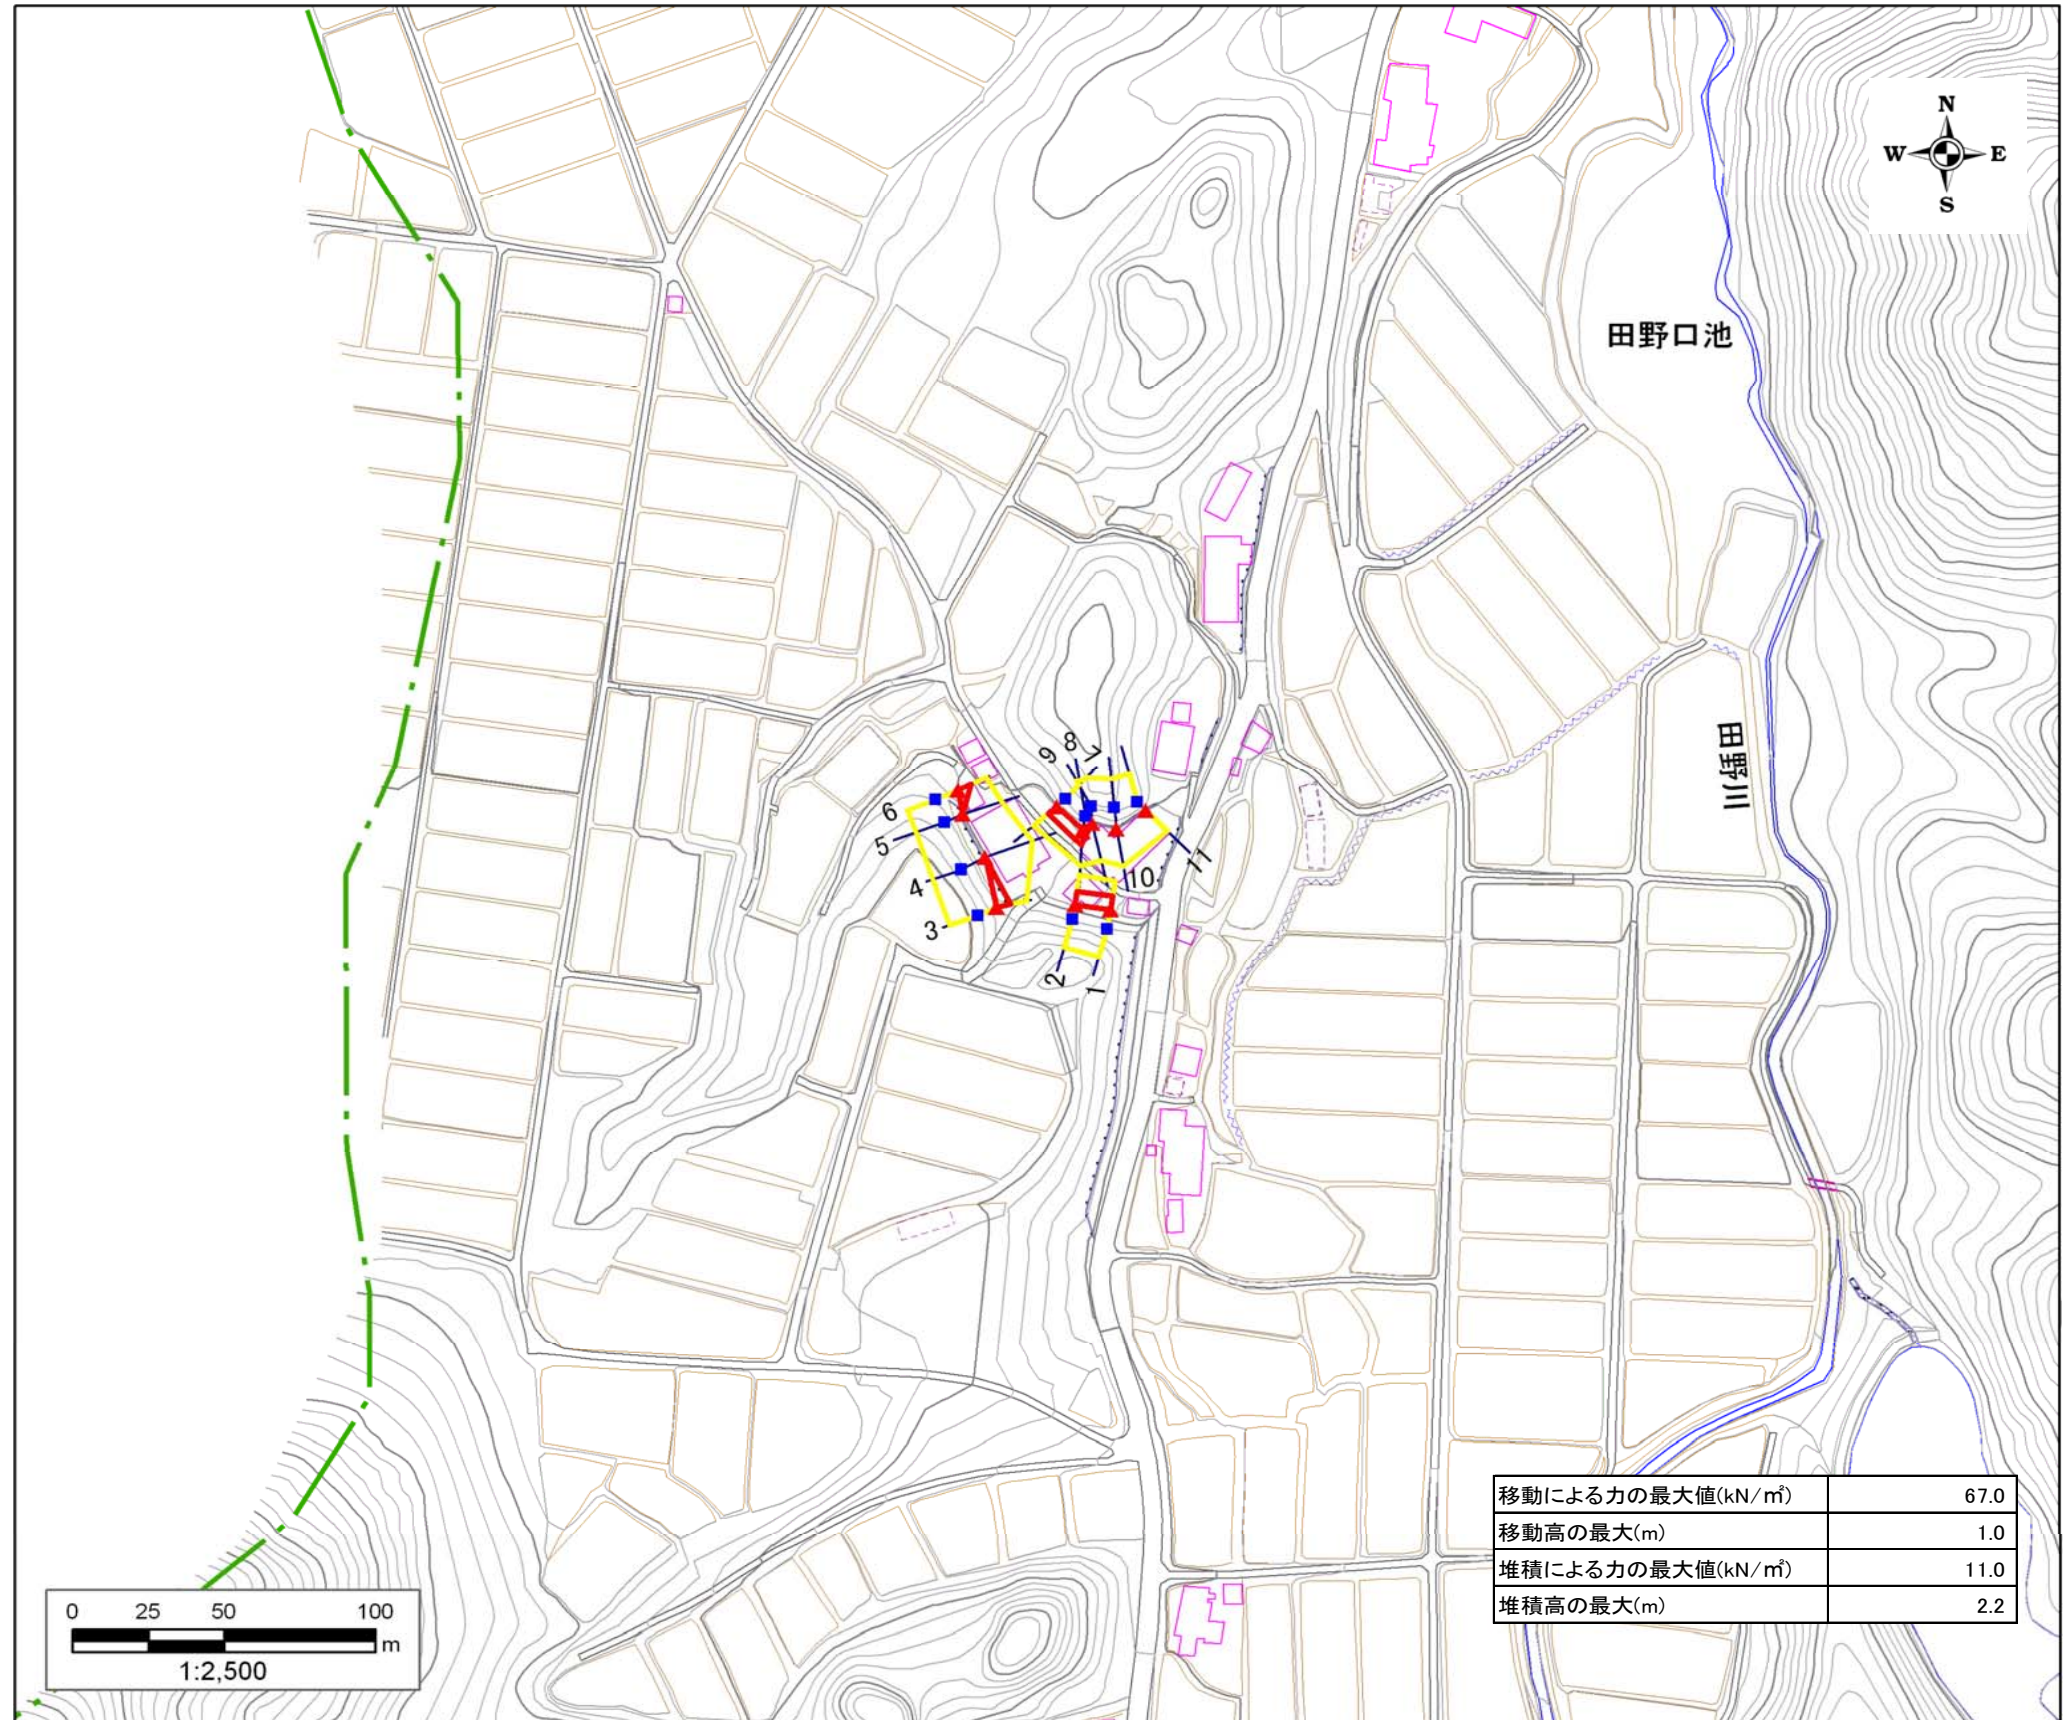 N
W E
S
田野口池
田野川
9
8
7
6
5
4
3
2
1
10
11
移動による力の最大値(kN/㎡) 67.0
移動高の最大(m) 1.0
堆積による力の最大値(kN/㎡) 11.0
堆積高の最大(m) 2.2
0 25 50 100
m
1:2,500